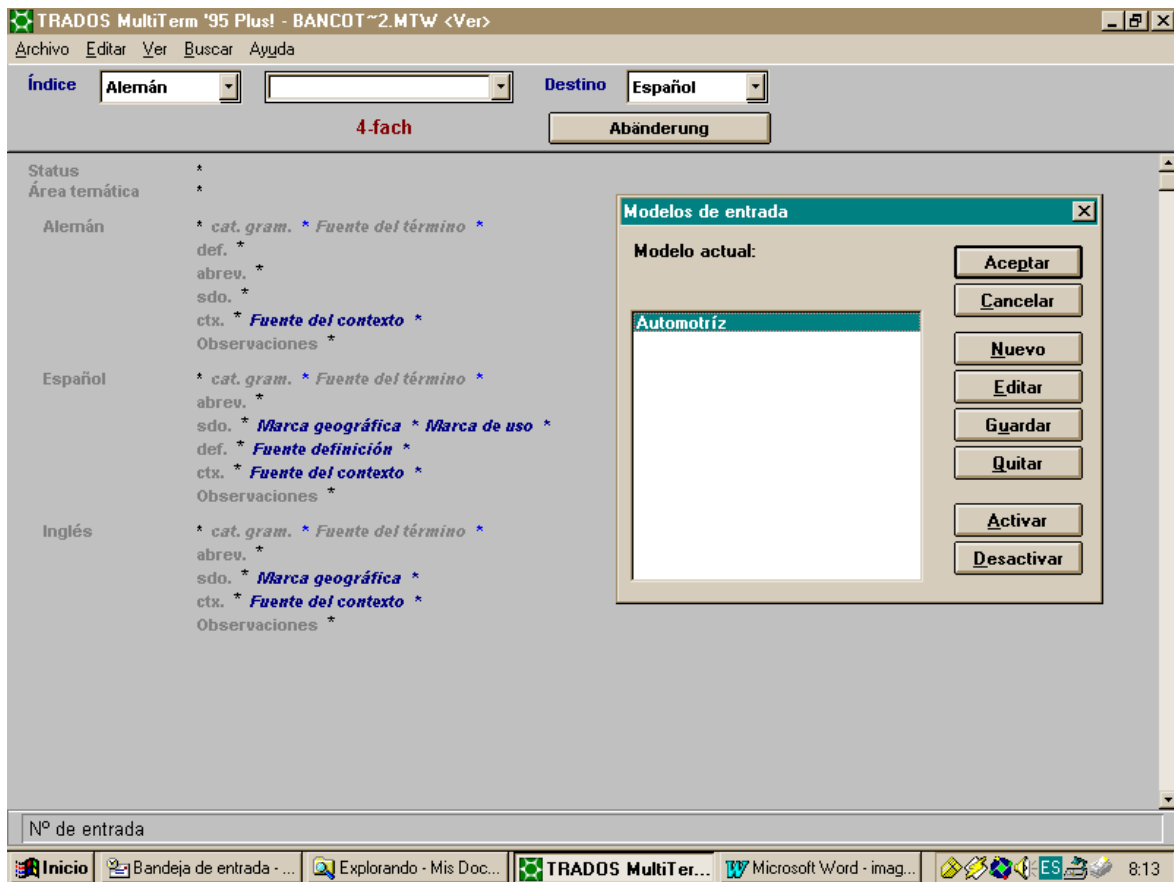 TRADOS MultiTerm '95 Plus! - BANCOT~2.MTW <Ver>
Archivo Editar Ver Buscar Ayuda
Índice Alemán Destino Español
4-fach Abänderung
Status *
Área temática *
Alemán * cat. gram. * Fuente del término *
def. *
abrev. *
sdo. *
ctx. * Fuente del contexto *
Observaciones *
Español * cat. gram. * Fuente del término *
abrev. *
sdo. * Marca geográfica * Marca de uso *
def. * Fuente definición *
ctx. * Fuente del contexto *
Observaciones *
Inglés * cat. gram. * Fuente del término *
abrev. *
sdo. * Marca geográfica *
ctx. * Fuente del contexto *
Observaciones *
Modelos de entrada
Modelo actual:
Automotríz
Aceptar
Cancelar
Nuevo
Editar
Guardar
Quitar
Activar
Desactivar
Nº de entrada
Inicio Bandeja de entrada - ... Explorando - Mis Doc... TRADOS MultiTer... Microsoft Word - imag... ES 8:13